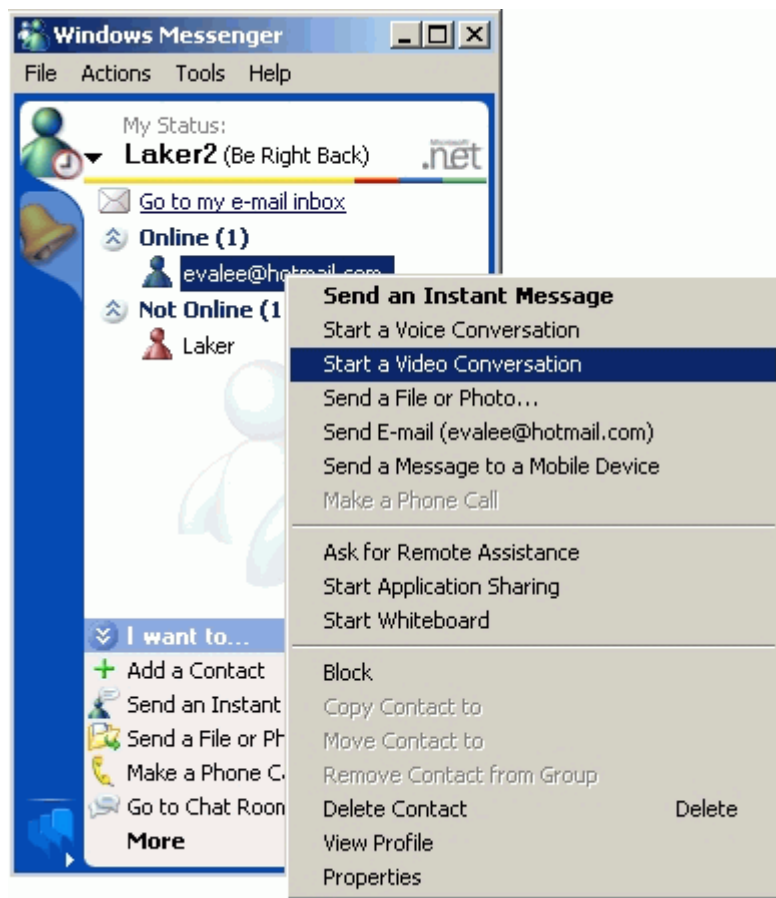 Windows Messenger
File Actions Tools Help
My Status:
Laker2 (Be Right Back)
Microsoft
.net
Go to my e-mail inbox
Online (1)
evalee@hotmail.com
Not Online (1
Laker
Send an Instant Message
Start a Voice Conversation
Start a Video Conversation
Send a File or Photo...
Send E-mail (evalee@hotmail.com)
Send a Message to a Mobile Device
Make a Phone Call
Ask for Remote Assistance
Start Application Sharing
Start Whiteboard
Block
Copy Contact to
Move Contact to
Remove Contact from Group
Delete Contact Delete
View Profile
Properties
I want to...
Add a Contact
Send an Instant
Send a File or Ph
Make a Phone C
Go to Chat Room
More